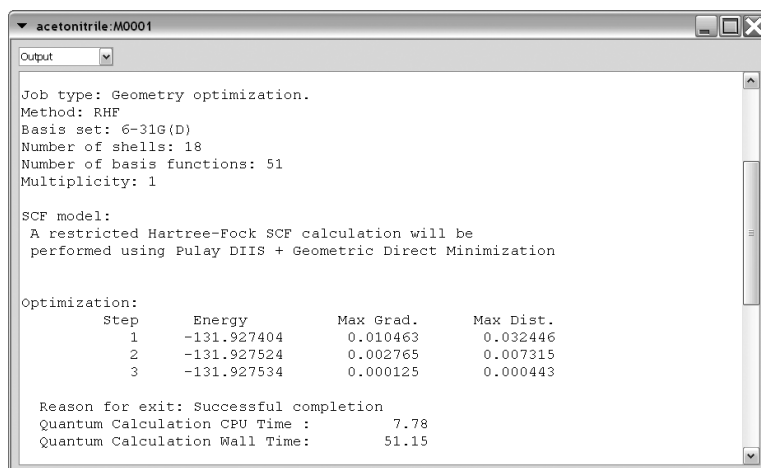 acetonitrile:M0001
Output
Job type: Geometry optimization.
Method: RHF
Basis set: 6-31G(D)
Number of shells: 18
Number of basis functions: 51
Multiplicity: 1
SCF model:
A restricted Hartree-Fock SCF calculation will be
performed using Pulay DIIS + Geometric Direct Minimization
Optimization:
Step Energy Max Grad. Max Dist.
1 -131.927404 0.010463 0.032446
2 -131.927524 0.002765 0.007315
3 -131.927534 0.000125 0.000443
Reason for exit: Successful completion
Quantum Calculation CPU Time : 7.78
Quantum Calculation Wall Time: 51.15